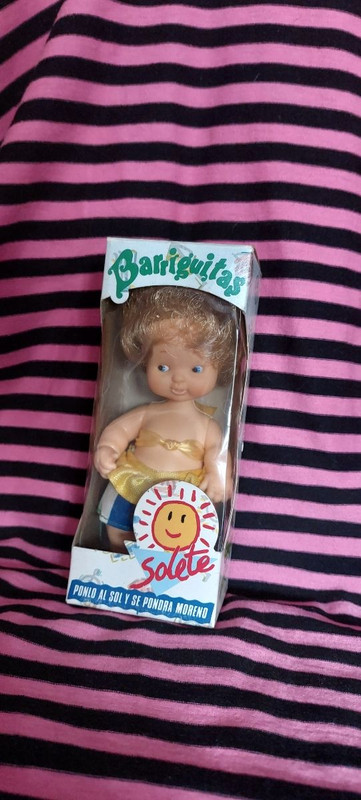 Barriguitas
Solete
PONLO AL SOL Y SE PONDRA MORENO